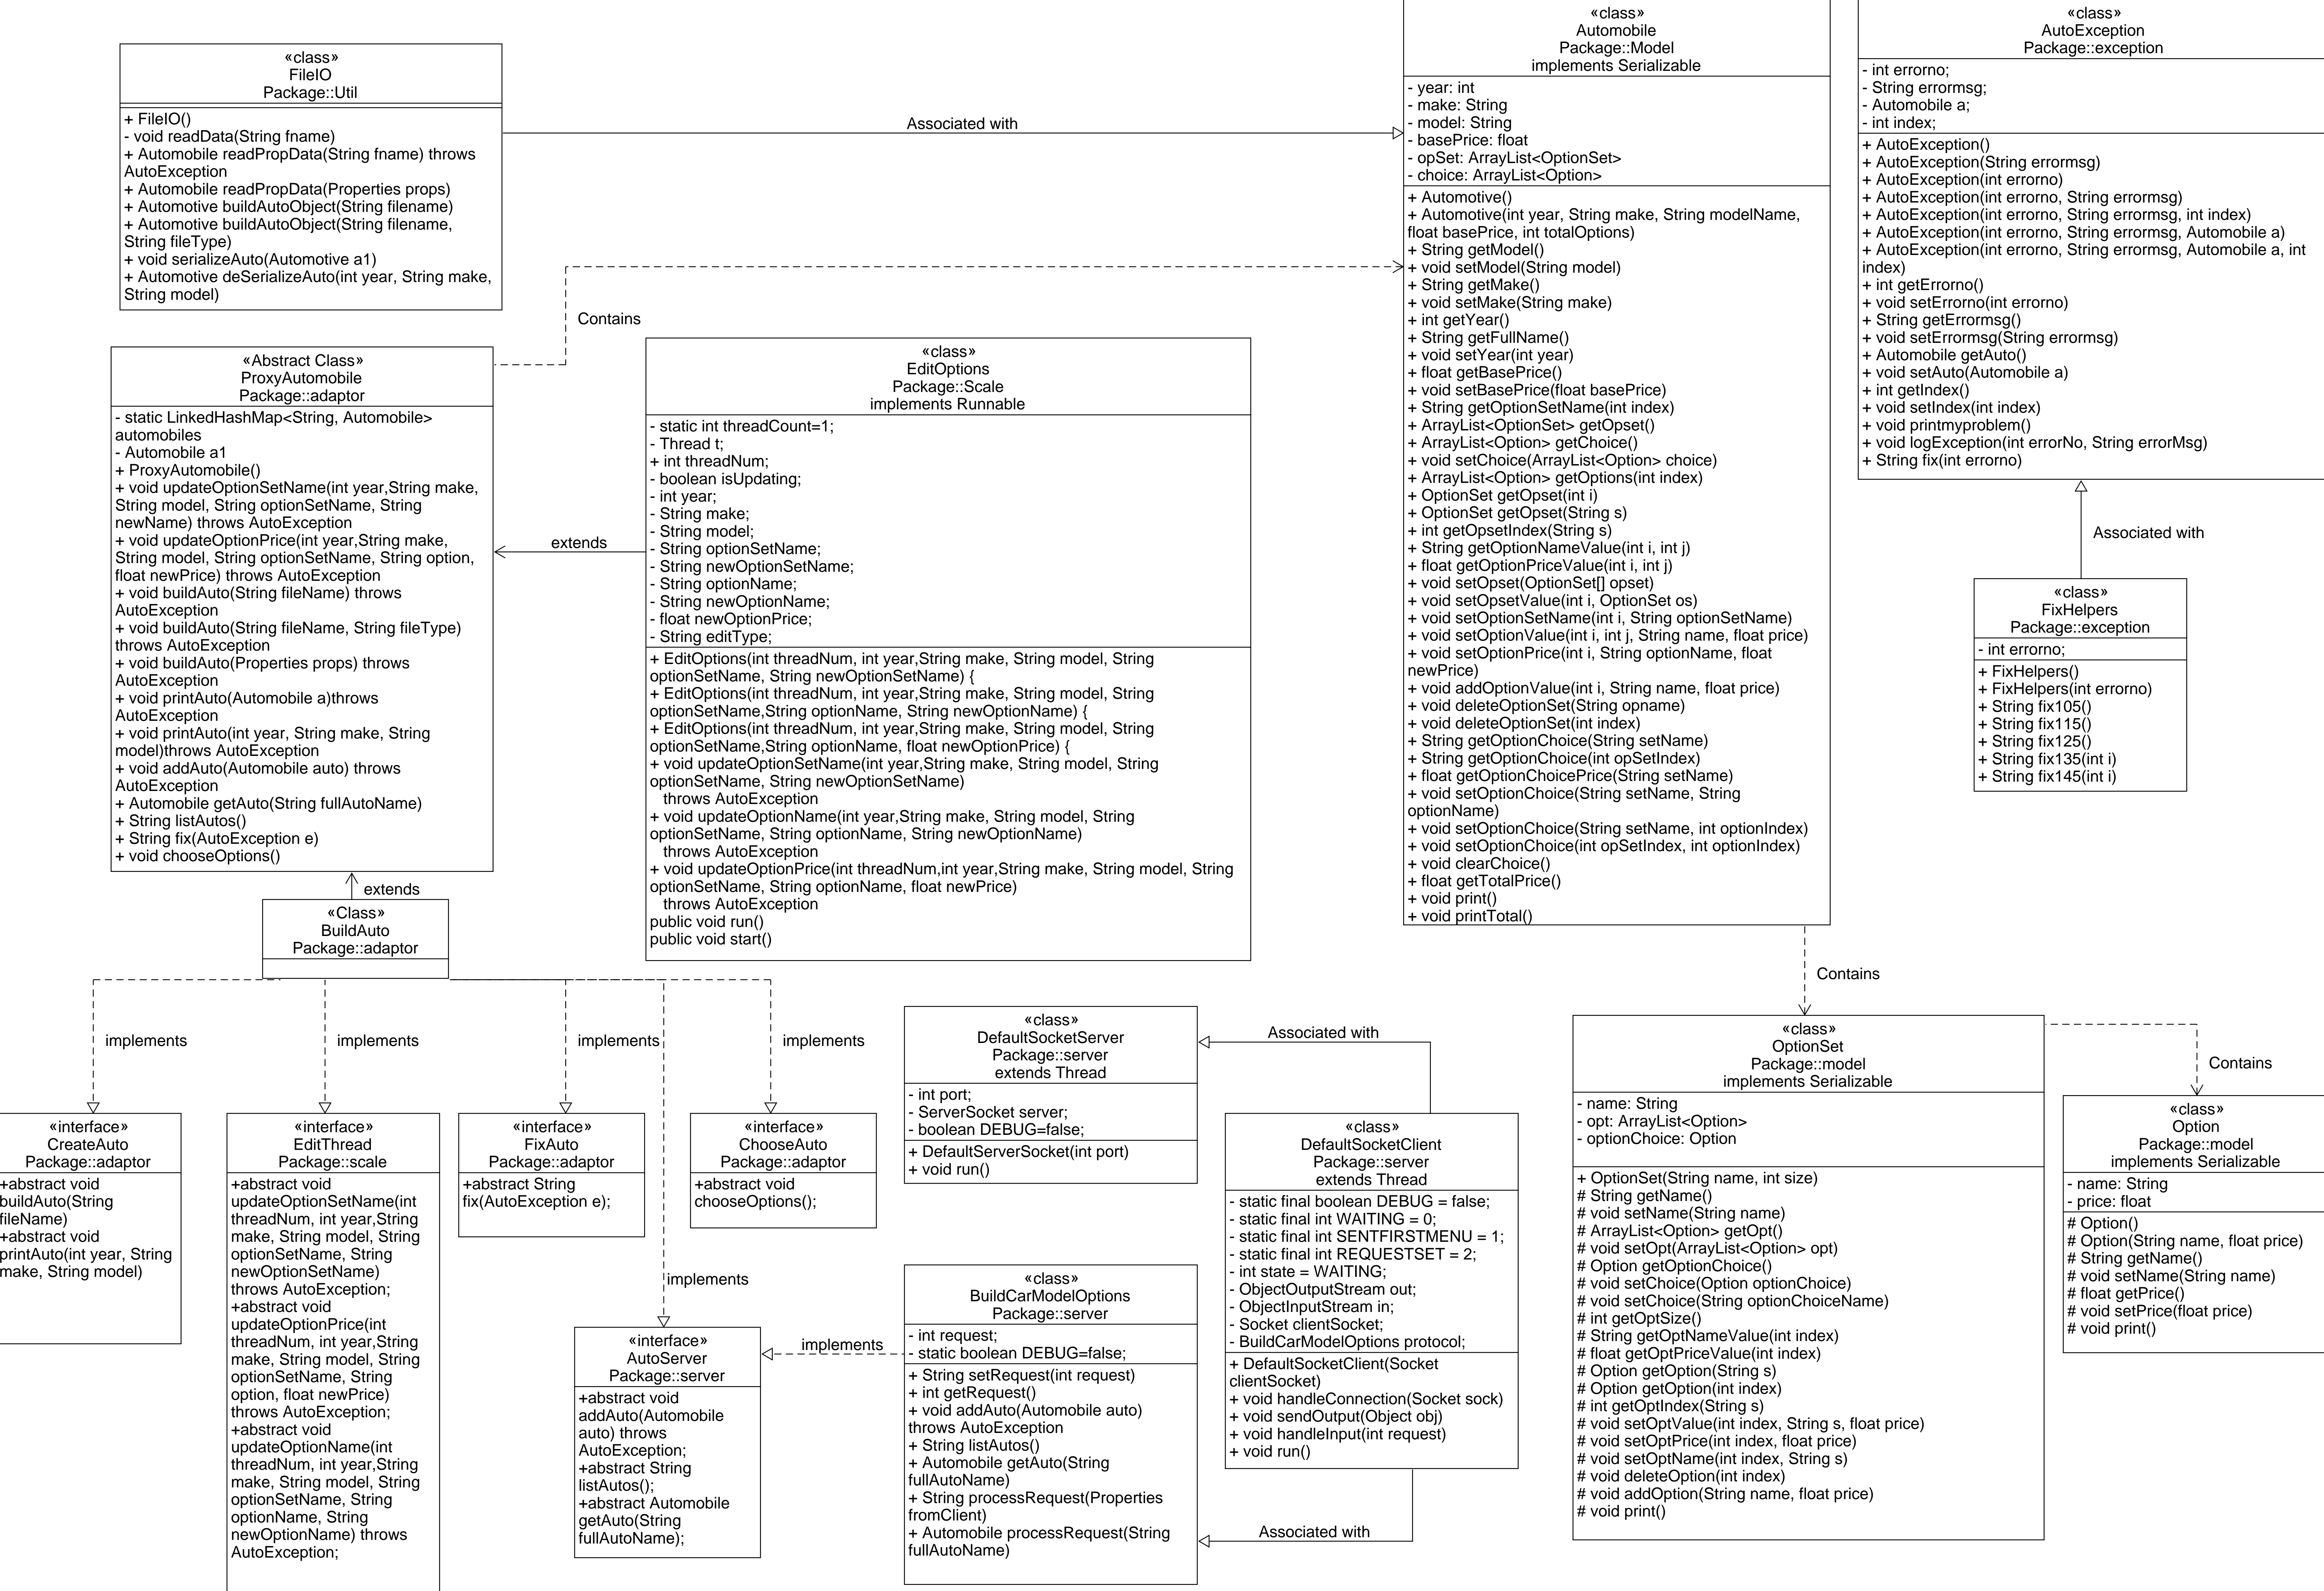 «class»
FileIO
Package::Util
+ FileIO()
- void readData(String fname)
+ Automobile readPropData(String fname) throws
AutoException
+ Automobile readPropData(Properties props)
+ Automotive buildAutoObject(String filename)
+ Automotive buildAutoObject(String filename,
String fileType)
+ void serializeAuto(Automotive a1)
+ Automotive deSerializeAuto(int year, String make,
String model)
Associated with
«class»
Automobile
Package::Model
implements Serializable
- year: int
- make: String
- model: String
- basePrice: float
- opSet: ArrayList<OptionSet>
- choice: ArrayList<Option>
+ Automotive()
+ Automotive(int year, String make, String modelName,
float basePrice, int totalOptions)
+ String getModel()
+ void setModel(String model)
+ String getMake()
+ void setMake(String make)
+ int getYear()
+ String getFullName()
+ void setYear(int year)
+ float getBasePrice()
+ void setBasePrice(float basePrice)
+ String getOptionSetName(int index)
+ ArrayList<OptionSet> getOpset()
+ ArrayList<Option> getChoice()
+ void setChoice(ArrayList<Option> choice)
+ ArrayList<Option> getOptions(int index)
+ OptionSet getOpset(int i)
+ OptionSet getOpset(String s)
+ int getOpsetIndex(String s)
+ String getOptionNameValue(int i, int j)
+ float getOptionPriceValue(int i, int j)
+ void setOpset(OptionSet[] opset)
+ void setOpsetValue(int i, OptionSet os)
+ void setOptionSetName(int i, String optionSetName)
+ void setOptionValue(int i, int j, String name, float price)
+ void setOptionPrice(int i, String optionName, float
newPrice)
+ void addOptionValue(int i, String name, float price)
+ void deleteOptionSet(String opname)
+ void deleteOptionSet(int index)
+ String getOptionChoice(String setName)
+ String getOptionChoice(int opSetIndex)
+ float getOptionChoicePrice(String setName)
+ void setOptionChoice(String setName, String
optionName)
+ void setOptionChoice(String setName, int optionIndex)
+ void setOptionChoice(int opSetIndex, int optionIndex)
+ void clearChoice()
+ float getTotalPrice()
+ void print()
+ void printTotal()
«class»
AutoException
Package::exception
- int errorno;
- String errormsg;
- Automobile a;
- int index;
+ AutoException()
+ AutoException(String errormsg)
+ AutoException(int errorno)
+ AutoException(int errorno, String errormsg)
+ AutoException(int errorno, String errormsg, int index)
+ AutoException(int errorno, String errormsg, Automobile a)
+ AutoException(int errorno, String errormsg, Automobile a, int
index)
+ int getErrorno()
+ void setErrorno(int errorno)
+ String getErrormsg()
+ void setErrormsg(String errormsg)
+ Automobile getAuto()
+ void setAuto(Automobile a)
+ int getIndex()
+ void setIndex(int index)
+ void printmyproblem()
+ void logException(int errorNo, String errorMsg)
+ String fix(int errorno)
Associated with
«class»
FixHelpers
Package::exception
- int errorno;
+ FixHelpers()
+ FixHelpers(int errorno)
+ String fix105()
+ String fix115()
+ String fix125()
+ String fix135(int i)
+ String fix145(int i)
Contains
«Abstract Class»
ProxyAutomobile
Package::adaptor
- static LinkedHashMap<String, Automobile>
automobiles
- Automobile a1
+ ProxyAutomobile()
+ void updateOptionSetName(int year,String make,
String model, String optionSetName, String
newName) throws AutoException
+ void updateOptionPrice(int year,String make,
String model, String optionSetName, String option,
float newPrice) throws AutoException
+ void buildAuto(String fileName) throws
AutoException
+ void buildAuto(String fileName, String fileType)
throws AutoException
+ void buildAuto(Properties props) throws
AutoException
+ void printAuto(Automobile a)throws
AutoException
+ void printAuto(int year, String make, String
model)throws AutoException
+ void addAuto(Automobile auto) throws
AutoException
+ Automobile getAuto(String fullAutoName)
+ String listAutos()
+ String fix(AutoException e)
+ void chooseOptions()
extends
«class»
EditOptions
Package::Scale
implements Runnable
- static int threadCount=1;
- Thread t;
+ int threadNum;
- boolean isUpdating;
- int year;
- String make;
- String model;
- String optionSetName;
- String newOptionSetName;
- String optionName;
- String newOptionName;
- float newOptionPrice;
- String editType;
+ EditOptions(int threadNum, int year,String make, String model, String
optionSetName, String newOptionSetName) {
+ EditOptions(int threadNum, int year,String make, String model, String
optionSetName,String optionName, String newOptionName) {
+ EditOptions(int threadNum, int year,String make, String model, String
optionSetName,String optionName, float newOptionPrice) {
+ void updateOptionSetName(int year,String make, String model, String
optionSetName, String newOptionSetName)
throws AutoException
+ void updateOptionName(int year,String make, String model, String
optionSetName, String optionName, String newOptionName)
throws AutoException
+ void updateOptionPrice(int threadNum,int year,String make, String model, String
optionSetName, String optionName, float newPrice)
throws AutoException
public void run()
public void start()
extends
«Class»
BuildAuto
Package::adaptor
implements
implements
implements
implements
implements
«interface»
CreateAuto
Package::adaptor
+abstract void
buildAuto(String
fileName)
+abstract void
printAuto(int year, String
make, String model)
«interface»
EditThread
Package::scale
+abstract void
updateOptionSetName(int
threadNum, int year,String
make, String model, String
optionSetName, String
newOptionSetName)
throws AutoException;
+abstract void
updateOptionPrice(int
threadNum, int year,String
make, String model, String
optionSetName, String
option, float newPrice)
throws AutoException;
+abstract void
updateOptionName(int
threadNum, int year,String
make, String model, String
optionSetName, String
optionName, String
newOptionName) throws
AutoException;
«interface»
FixAuto
Package::adaptor
+abstract String
fix(AutoException e);
«interface»
ChooseAuto
Package::adaptor
+abstract void
chooseOptions();
«interface»
AutoServer
Package::server
+abstract void
addAuto(Automobile
auto) throws
AutoException;
+abstract String
listAutos();
+abstract Automobile
getAuto(String
fullAutoName);
implements
«class»
DefaultSocketServer
Package::server
extends Thread
- int port;
- ServerSocket server;
- boolean DEBUG=false;
+ DefaultServerSocket(int port)
+ void run()
Associated with
«class»
BuildCarModelOptions
Package::server
- int request;
- static boolean DEBUG=false;
+ String setRequest(int request)
+ int getRequest()
+ void addAuto(Automobile auto)
throws AutoException
+ String listAutos()
+ Automobile getAuto(String
fullAutoName)
+ String processRequest(Properties
fromClient)
+ Automobile processRequest(String
fullAutoName)
«class»
DefaultSocketClient
Package::server
extends Thread
- static final boolean DEBUG = false;
- static final int WAITING = 0;
- static final int SENTFIRSTMENU = 1;
- static final int REQUESTSET = 2;
- int state = WAITING;
- ObjectOutputStream out;
- ObjectInputStream in;
- Socket clientSocket;
- BuildCarModelOptions protocol;
+ DefaultSocketClient(Socket
clientSocket)
+ void handleConnection(Socket sock)
+ void sendOutput(Object obj)
+ void handleInput(int request)
+ void run()
Associated with
Contains
«class»
OptionSet
Package::model
implements Serializable
- name: String
- opt: ArrayList<Option>
- optionChoice: Option
+ OptionSet(String name, int size)
# String getName()
# void setName(String name)
# ArrayList<Option> getOpt()
# void setOpt(ArrayList<Option> opt)
# Option getOptionChoice()
# void setChoice(Option optionChoice)
# void setChoice(String optionChoiceName)
# int getOptSize()
# String getOptNameValue(int index)
# float getOptPriceValue(int index)
# Option getOption(String s)
# Option getOption(int index)
# int getOptIndex(String s)
# void setOptValue(int index, String s, float price)
# void setOptPrice(int index, float price)
# void setOptName(int index, String s)
# void deleteOption(int index)
# void addOption(String name, float price)
# void print()
Contains
«class»
Option
Package::model
implements Serializable
- name: String
- price: float
# Option()
# Option(String name, float price)
# String getName()
# void setName(String name)
# float getPrice()
# void setPrice(float price)
# void print()